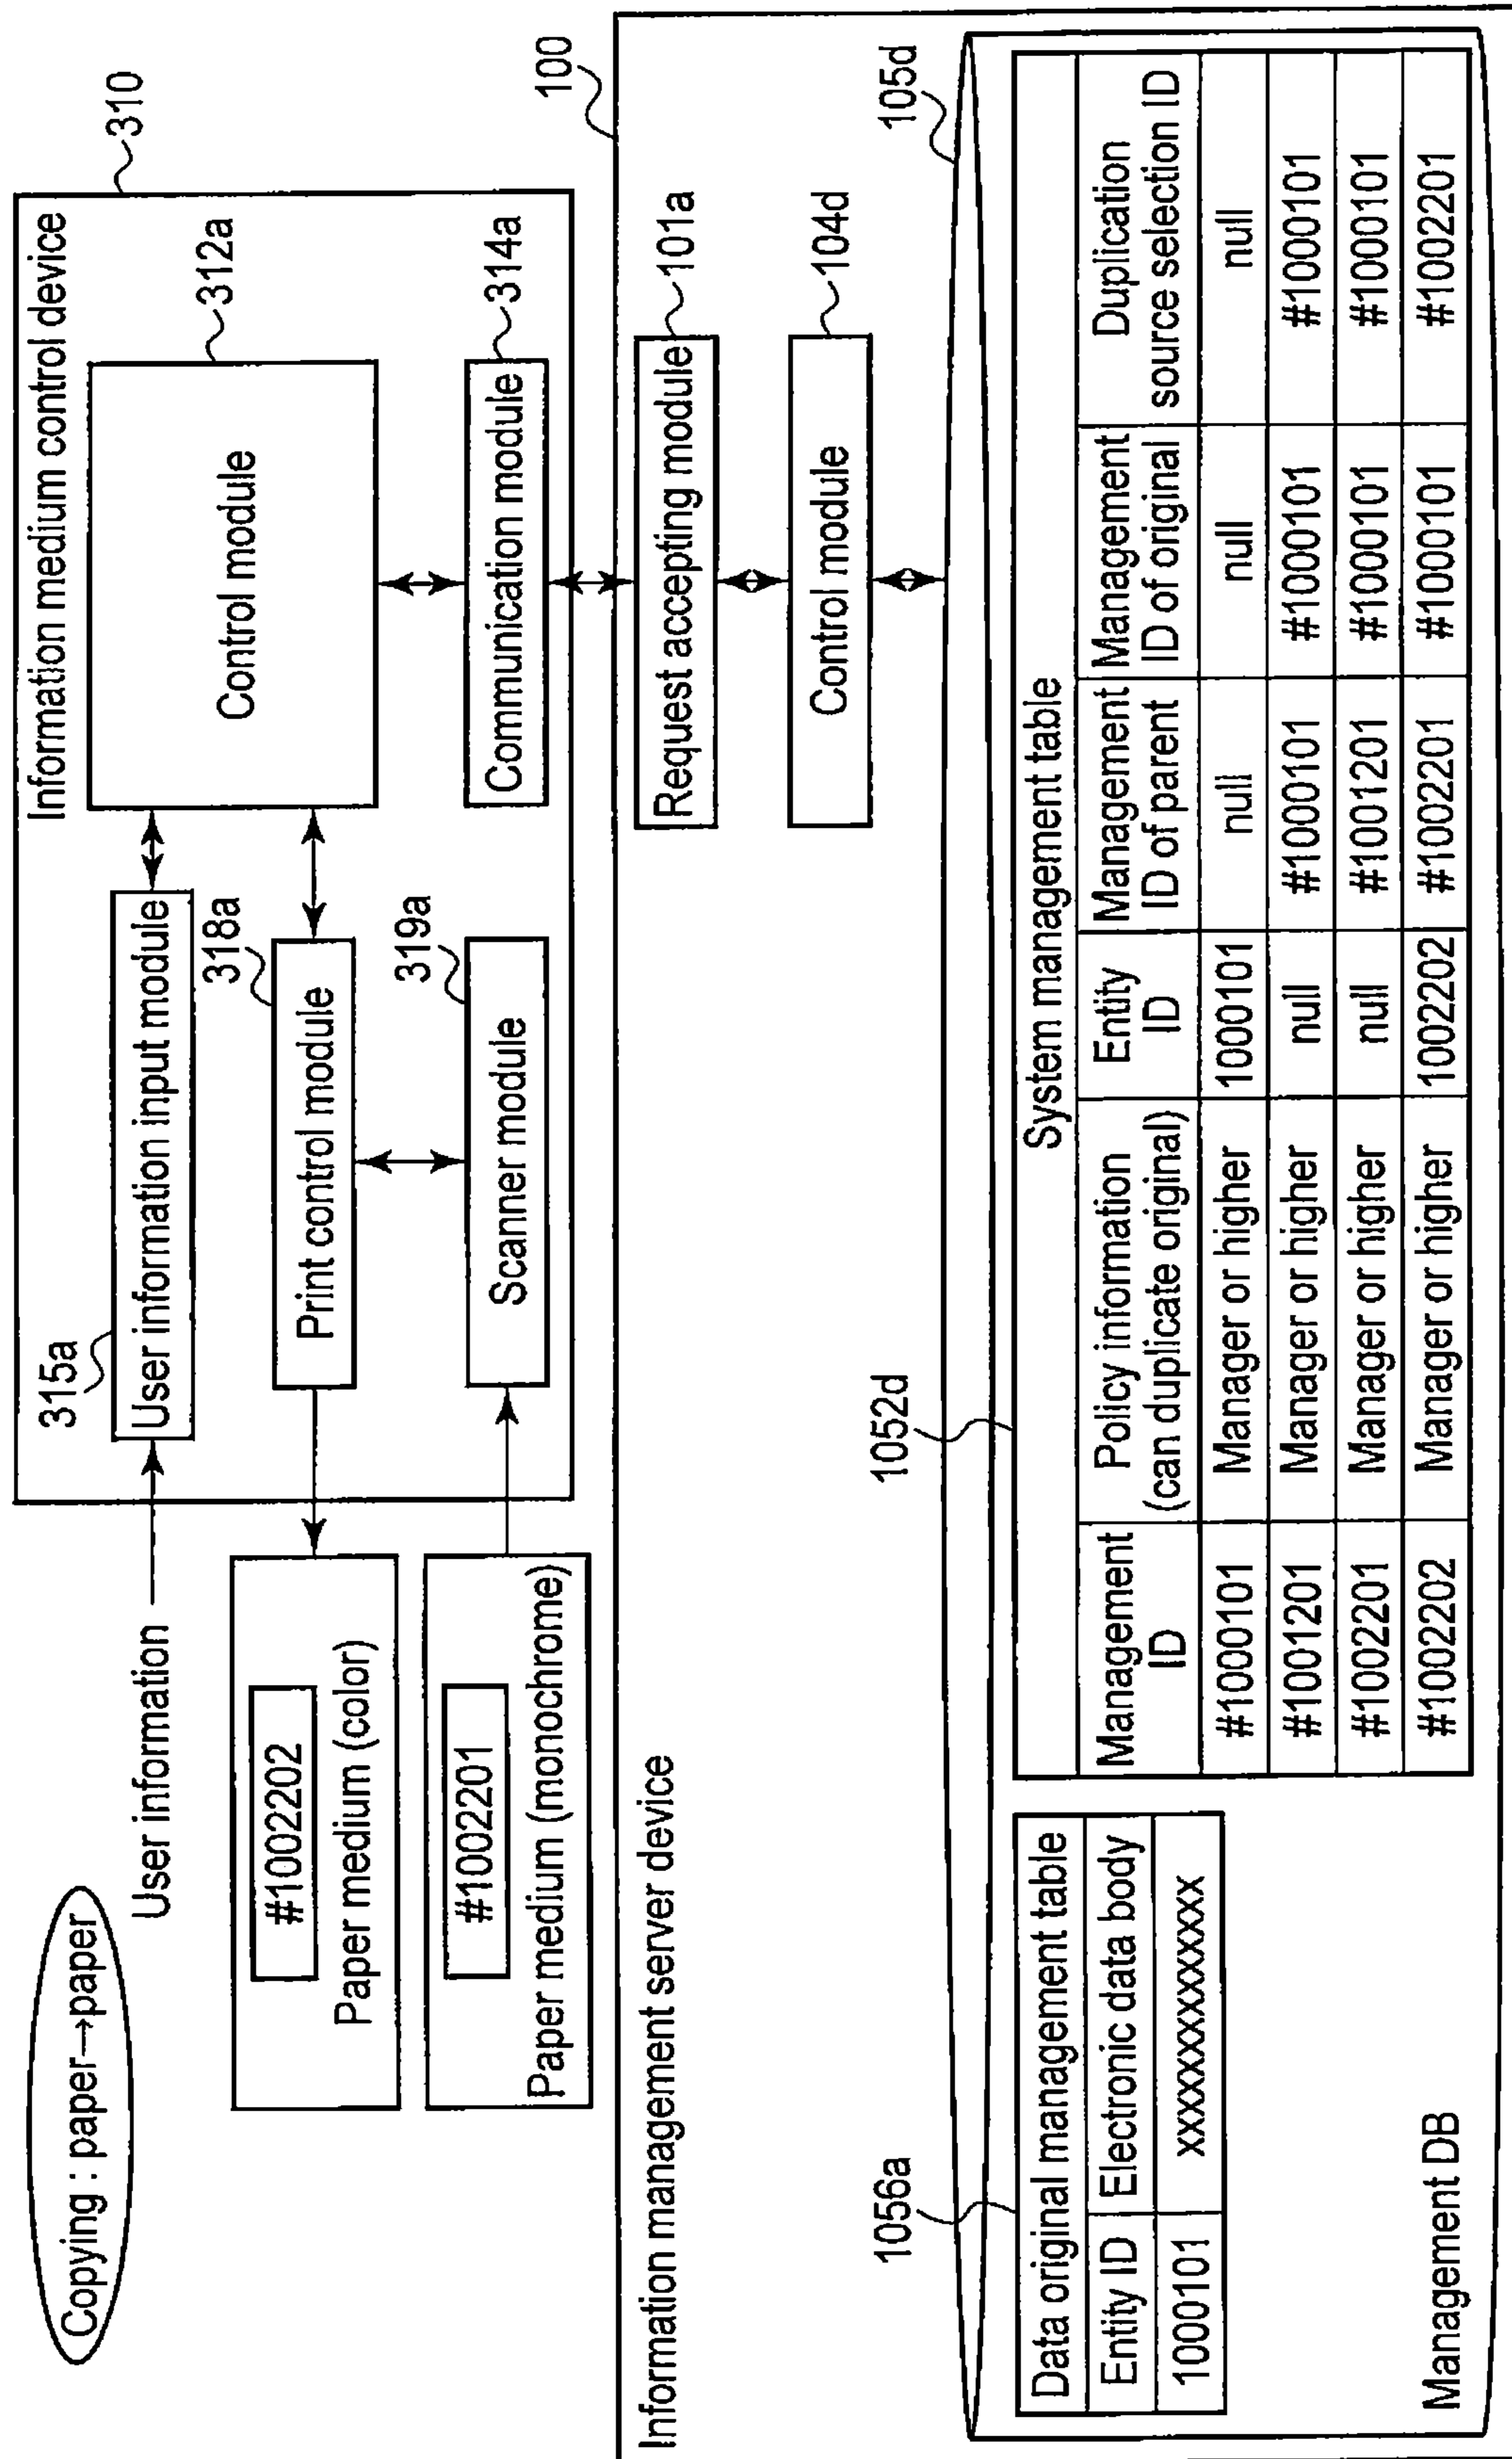 Copying : paper→paper
User information
Information medium control device
310
315a
User information input module
Control module
312a
318a
Print control module
319a
Scanner module
Communication module
314a
#1002202
Paper medium (color)
#1002201
Paper medium (monochrome)
Information management server device
100
Request accepting module
101a
Control module
104d
105d
1056a
Data original management table
Entity ID Electronic data body
1000101 xxxxxxxxxxxxx
1052d
System management table
Management ID Policy information (can duplicate original) Entity ID Management ID of parent Management ID of original Duplication source selection ID
#1000101 Manager or higher 1000101 null null null
#1001201 Manager or higher null #1000101 #1000101 #1000101
#1002201 Manager or higher null #1001201 #1000101 #1000101
#1002202 Manager or higher 1002202 #1002201 #1000101 #1002201
Management DB